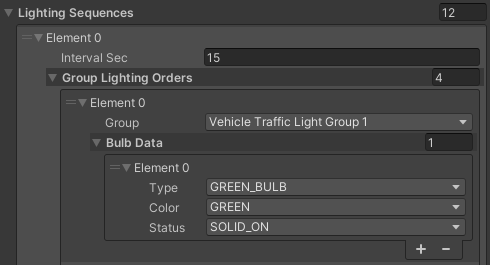 Lighting Sequences 12
Element 0
Interval Sec 15
Group Lighting Orders 4
Element 0
Group Vehicle Traffic Light Group 1
Bulb Data 1
Element 0
Type GREEN_BULB
Color GREEN
Status SOLID_ON
+ −